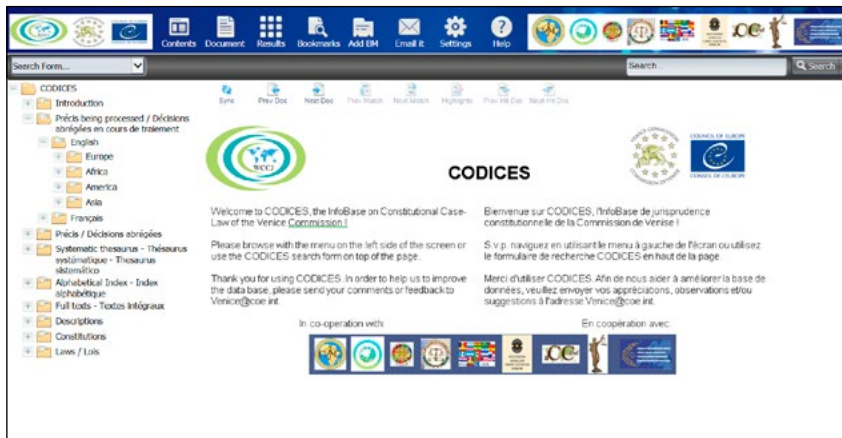 Contents Document Results Bookmarks Add BM Email it Settings Help
Search Form... Search... Search
CODICES
Introduction
Précis being processed / Décisions
abrégées en cours de traiement
English
Europe
Africa
America
Asia
Français
Précis / Décisions abrégées
Systematic thesaurus - Thésaurus
systématique - Thesaurus
sistemático
Alphabetical Index - Index
alphabétique
Full texts - Textes intégraux
Descriptions
Constitutions
Laws / Lois
Sync Prev Doc Next Doc Prev Match Next Match Highlights Prev Hit Doc Next Hit Doc
WCCJ
CODICES
COUNCIL OF EUROPE
CONSEIL DE L'EUROPE
Welcome to CODICES, the InfoBase on Constitutional Case-
Law of the Venice Commission !
Please browse with the menu on the left side of the screen or
use the CODICES search form on top of the page.
Thank you for using CODICES. In order to help us to improve
the data base, please send your comments or feedback to
Venice@coe.int.
Bienvenue sur CODICES, l'InfoBase de jurisprudence
constitutionnelle de la Commission de Venise !
S.v.p. naviguez en utilisant le menu à gauche de l'écran ou utilisez
le formulaire de recherche CODICES en haut de la page.
Merci d'utiliser CODICES. Afin de nous aider à améliorer la base de
données, veuillez envoyer vos appréciations, observations et/ou
suggestions à l'adresse Venice@coe.int.
In co-operation with
En coopération avec